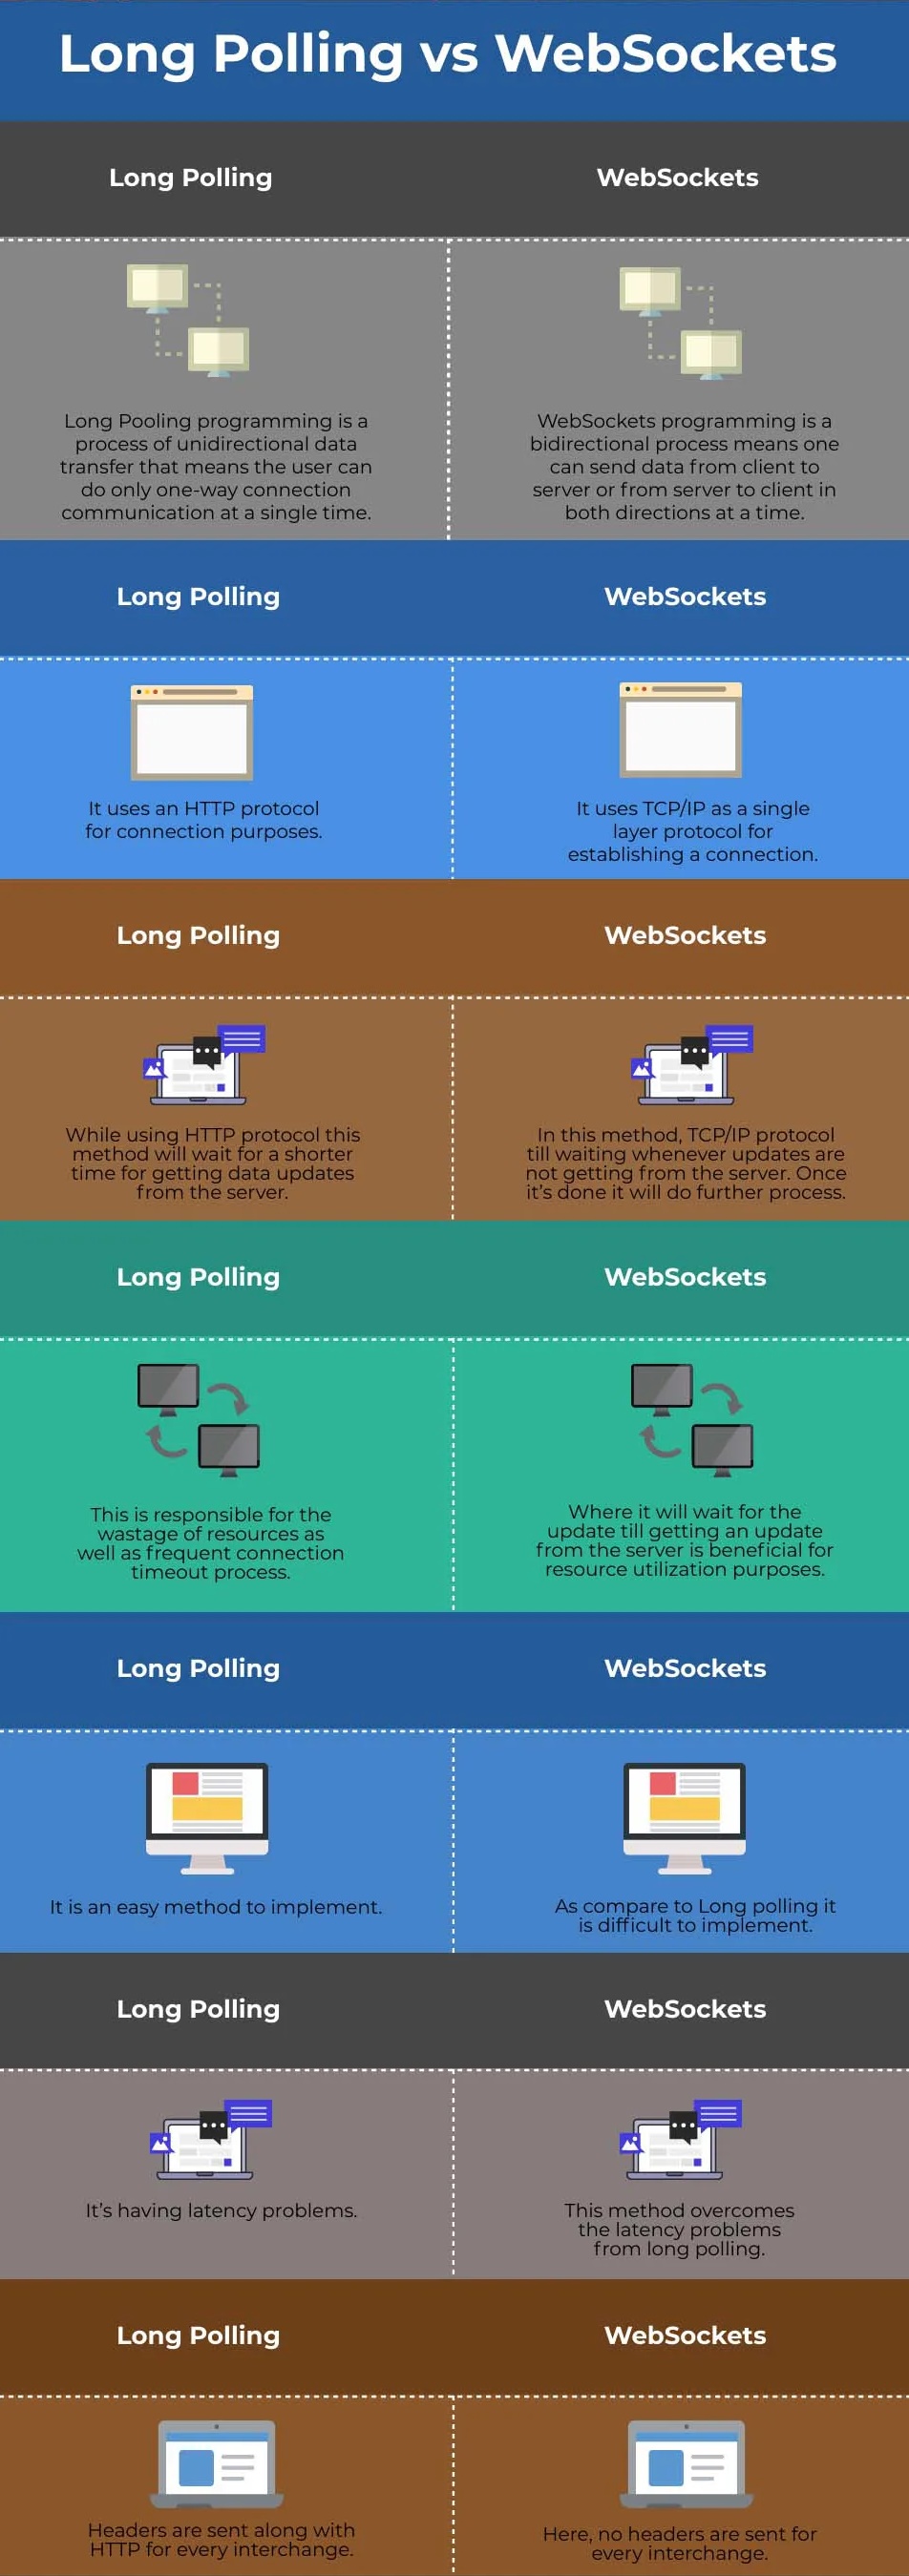 Long Polling vs WebSockets
Long Polling
WebSockets
Long Pooling programming is a
process of unidirectional data
transfer that means the user can
do only one-way connection
communication at a single time.
WebSockets programming is a
bidirectional process means one
can send data from client to
server or from server to client in
both directions at a time.
Long Polling
WebSockets
It uses an HTTP protocol
for connection purposes.
It uses TCP/IP as a single
layer protocol for
establishing a connection.
Long Polling
WebSockets
While using HTTP protocol this
method will wait for a shorter
time for getting data updates
from the server.
In this method, TCP/IP protocol
till waiting whenever updates are
not getting from the server. Once
it's done it will do further process.
Long Polling
WebSockets
This is responsible for the
wastage of resources as
well as frequent connection
timeout process.
Where it will wait for the
update till getting an update
from the server is beneficial for
resource utilization purposes.
Long Polling
WebSockets
It is an easy method to implement.
As compare to Long polling it
is difficult to implement.
Long Polling
WebSockets
It's having latency problems.
This method overcomes
the latency problems
from long polling.
Long Polling
WebSockets
Headers are sent along with
HTTP for every interchange.
Here, no headers are sent for
every interchange.